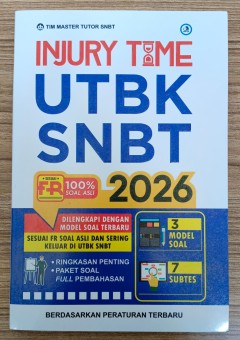 TIM MASTER TUTOR SNBT
INJURY TIME
UTBK
SNBT
FR
100%
SOAL ASLI
2026
DILENGKAPI DENGAN
MODEL SOAL TERBARU
SESUAI FR SOAL ASLI DAN SERING
KELUAR DI UTBK SNBT
• RINGKASAN PENTING
• PAKET SOAL
FULL PEMBAHASAN
3
MODEL
SOAL
7
SUBTES
BERDASARKAN PERATURAN TERBARU